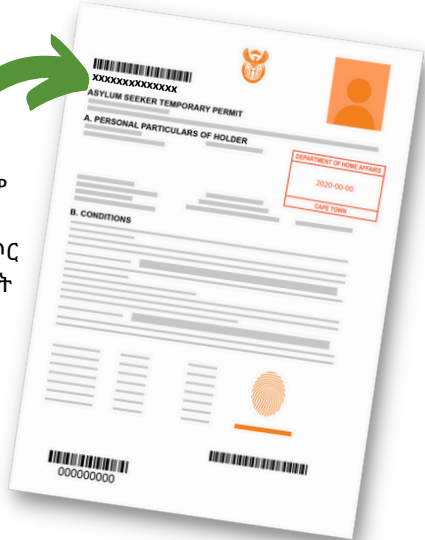 XXXXXXXXXXXXXX
ASYLUM SEEKER TEMPORARY PERMIT
A. PERSONAL PARTICULARS OF HOLDER
DEPARTMENT OF HOME AFFAIRS
2020-00-00
CAPE TOWN
B. CONDITIONS
000000000